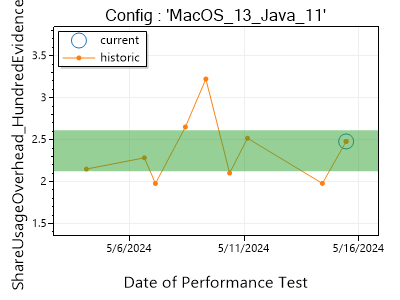 Config : 'MacOS_13_Java_11'
current
historic
ShareUsageOverhead_HundredEvidence
3.5
3
2.5
2
1.5
5/6/2024
5/11/2024
5/16/2024
Date of Performance Test